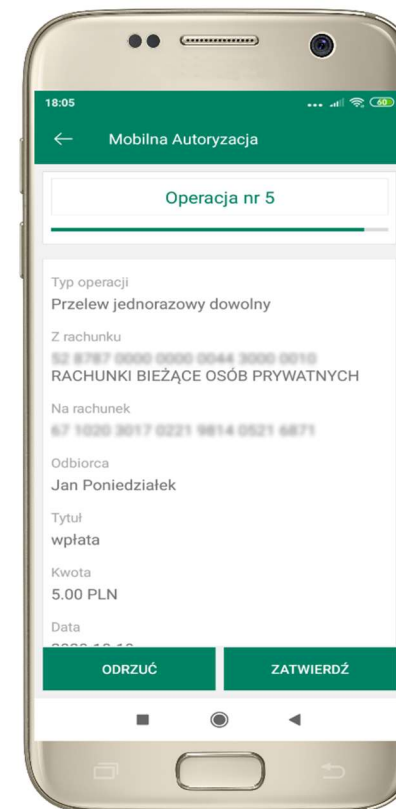 18:05
60
Mobilna Autoryzacja
Operacja nr 5
Typ operacji
Przelew jednorazowy dowolny
Z rachunku
RACHUNKI BIEŻĄCE OSÓB PRYWATNYCH
Na rachunek
Odbiorca
Jan Poniedziałek
Tytuł
wpłata
Kwota
5.00 PLN
Data
ODRZUĆ
ZATWIERDŹ